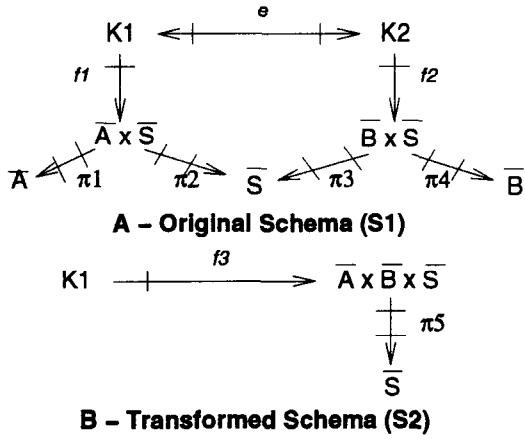 e
K1 K2
f1 f2
A̅ x S̅ B̅ x S̅
A̅ π1 π2 S̅ π3 π4 B̅
A – Original Schema (S1)
f3
K1 A̅ x B̅ x S̅
π5
S̅
B – Transformed Schema (S2)